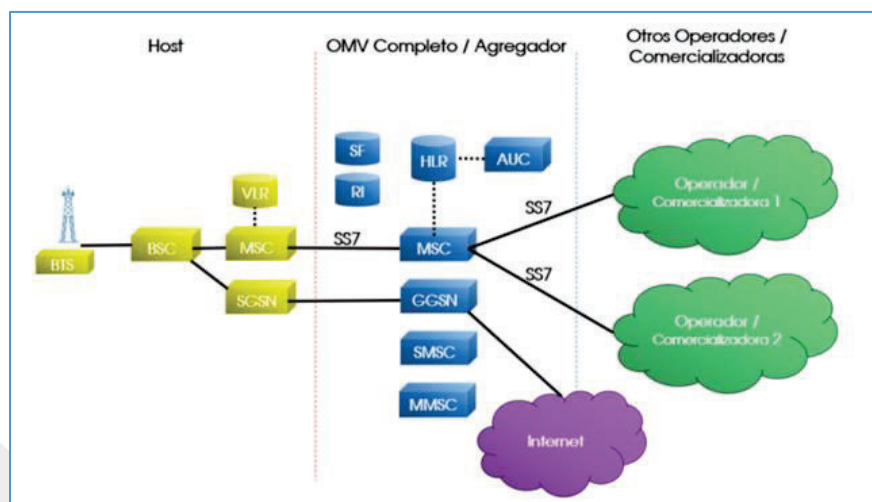 Host
OMV Completo / Agregador
Otros Operadores /
Comercializadoras
SF
RI
HLR
AUC
VLR
BTS
BSC
MSC
SS7
MSC
SGSN
GGSN
SMSC
MMSC
SS7
SS7
Operador /
Comercializadora 1
Operador /
Comercializadora 2
Internet